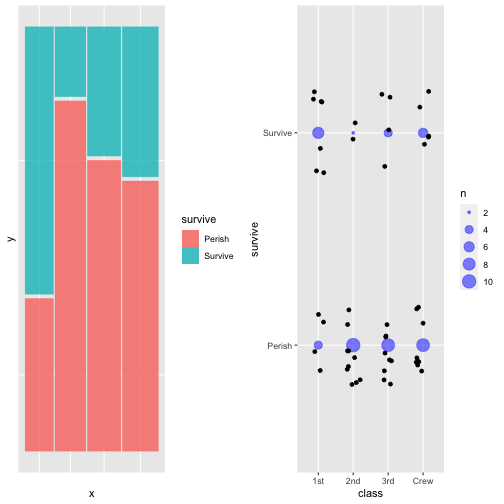 y
x
survive
Perish
Survive
survive
Survive
Perish
1st 2nd 3rd Crew
class
n
2
4
6
8
10